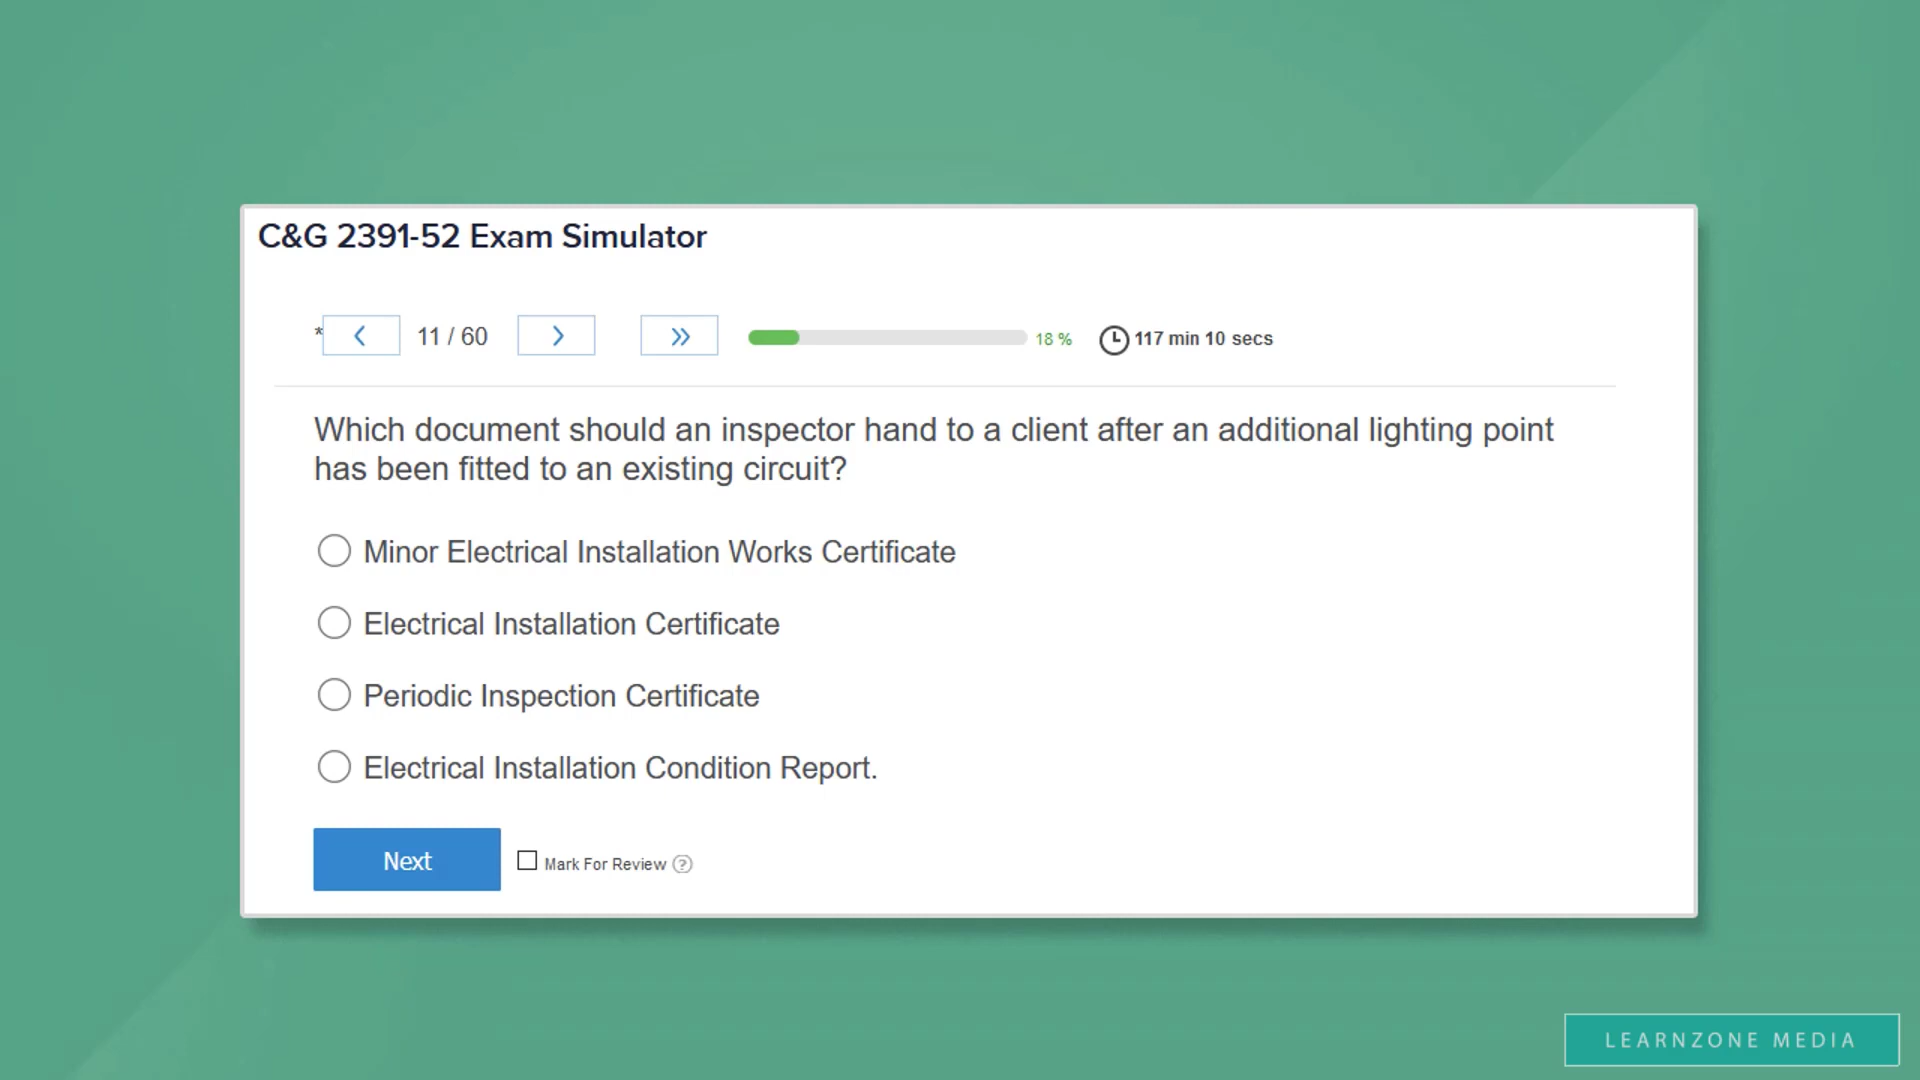 C&G 2391-52 Exam Simulator
* 11 / 60 18 % 117 min 10 secs
Which document should an inspector hand to a client after an additional lighting point
has been fitted to an existing circuit?
Minor Electrical Installation Works Certificate
Electrical Installation Certificate
Periodic Inspection Certificate
Electrical Installation Condition Report.
Next Mark For Review ?
LEARNZONE MEDIA